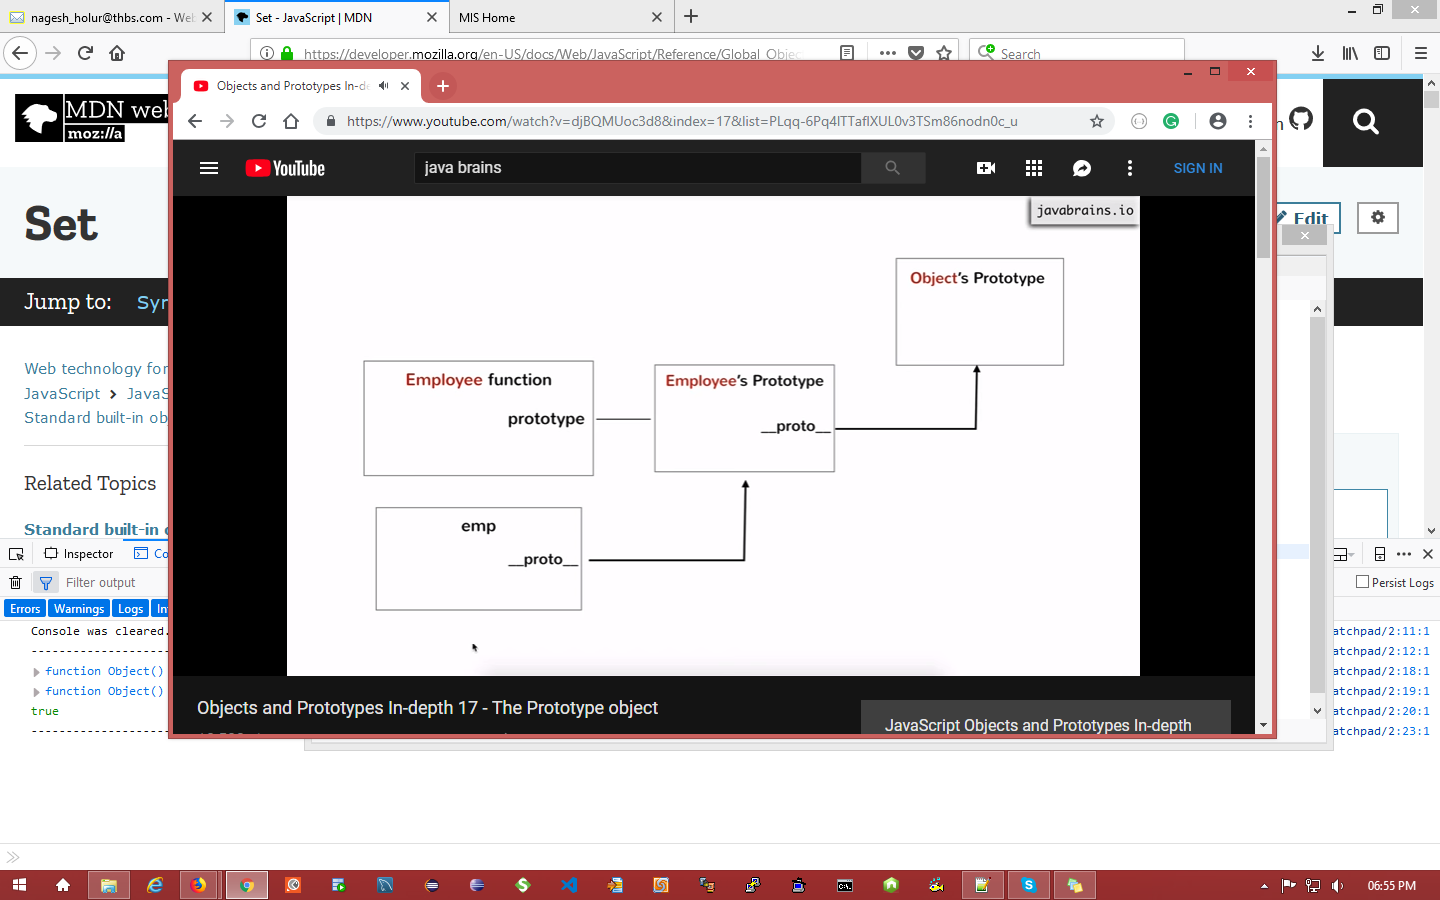 nagesh_holur@thbs.com - We
Set - JavaScript | MDN
MIS Home
https://developer.mozilla.org/en-US/docs/Web/JavaScript/Reference/Global_Objec
Search
MDN web
moz://a
Set
Edit
Jump to:
Syn
Web technology for
JavaScript
JavaS
Standard built-in ob
Related Topics
Standard built-in o
Objects and Prototypes In-de
https://www.youtube.com/watch?v=djBQMUoc3d8&index=17&list=PLqq-6Pq4lTTaflXUL0v3TSm86nodn0c_u
YouTube
java brains
SIGN IN
javabrains.io
Object's Prototype
Employee function
prototype
Employee's Prototype
__proto__
emp
__proto__
Objects and Prototypes In-depth 17 - The Prototype object
JavaScript Objects and Prototypes In-depth
Inspector
Co
Filter output
Persist Logs
Errors
Warnings
Logs
In
Console was cleared.
atchpad/2:11:1
--------------------
atchpad/2:12:1
function Object()
atchpad/2:18:1
function Object()
atchpad/2:19:1
true
atchpad/2:20:1
--------------------
atchpad/2:23:1
06:55 PM